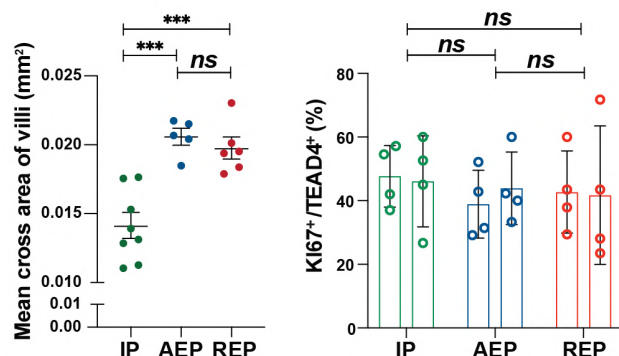 ***
***
ns
Mean cross area of villi (mm²)
0.025
0.020
0.015
0.010
0.01
0.00
IP AEP REP
ns
ns
ns
KI67⁺/TEAD4⁺ (%)
80
60
40
20
0
IP AEP REP